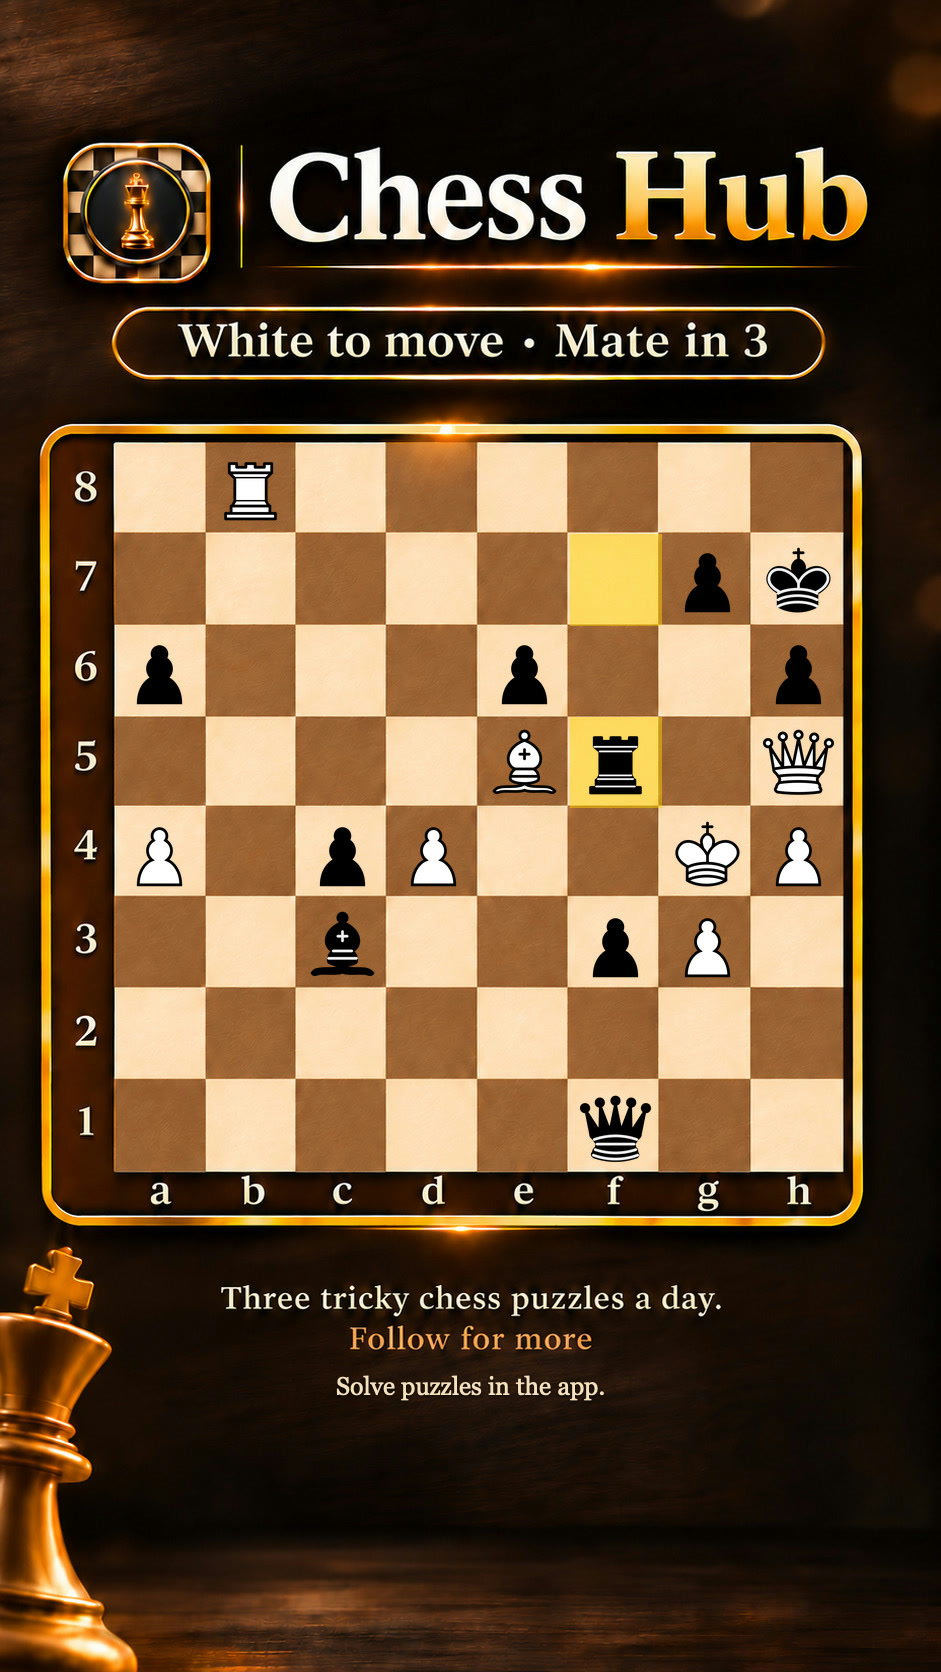 Chess Hub
White to move • Mate in 3
8
7
6
5
4
3
2
1
a b c d e f g h
Three tricky chess puzzles a day.
Follow for more
Solve puzzles in the app.